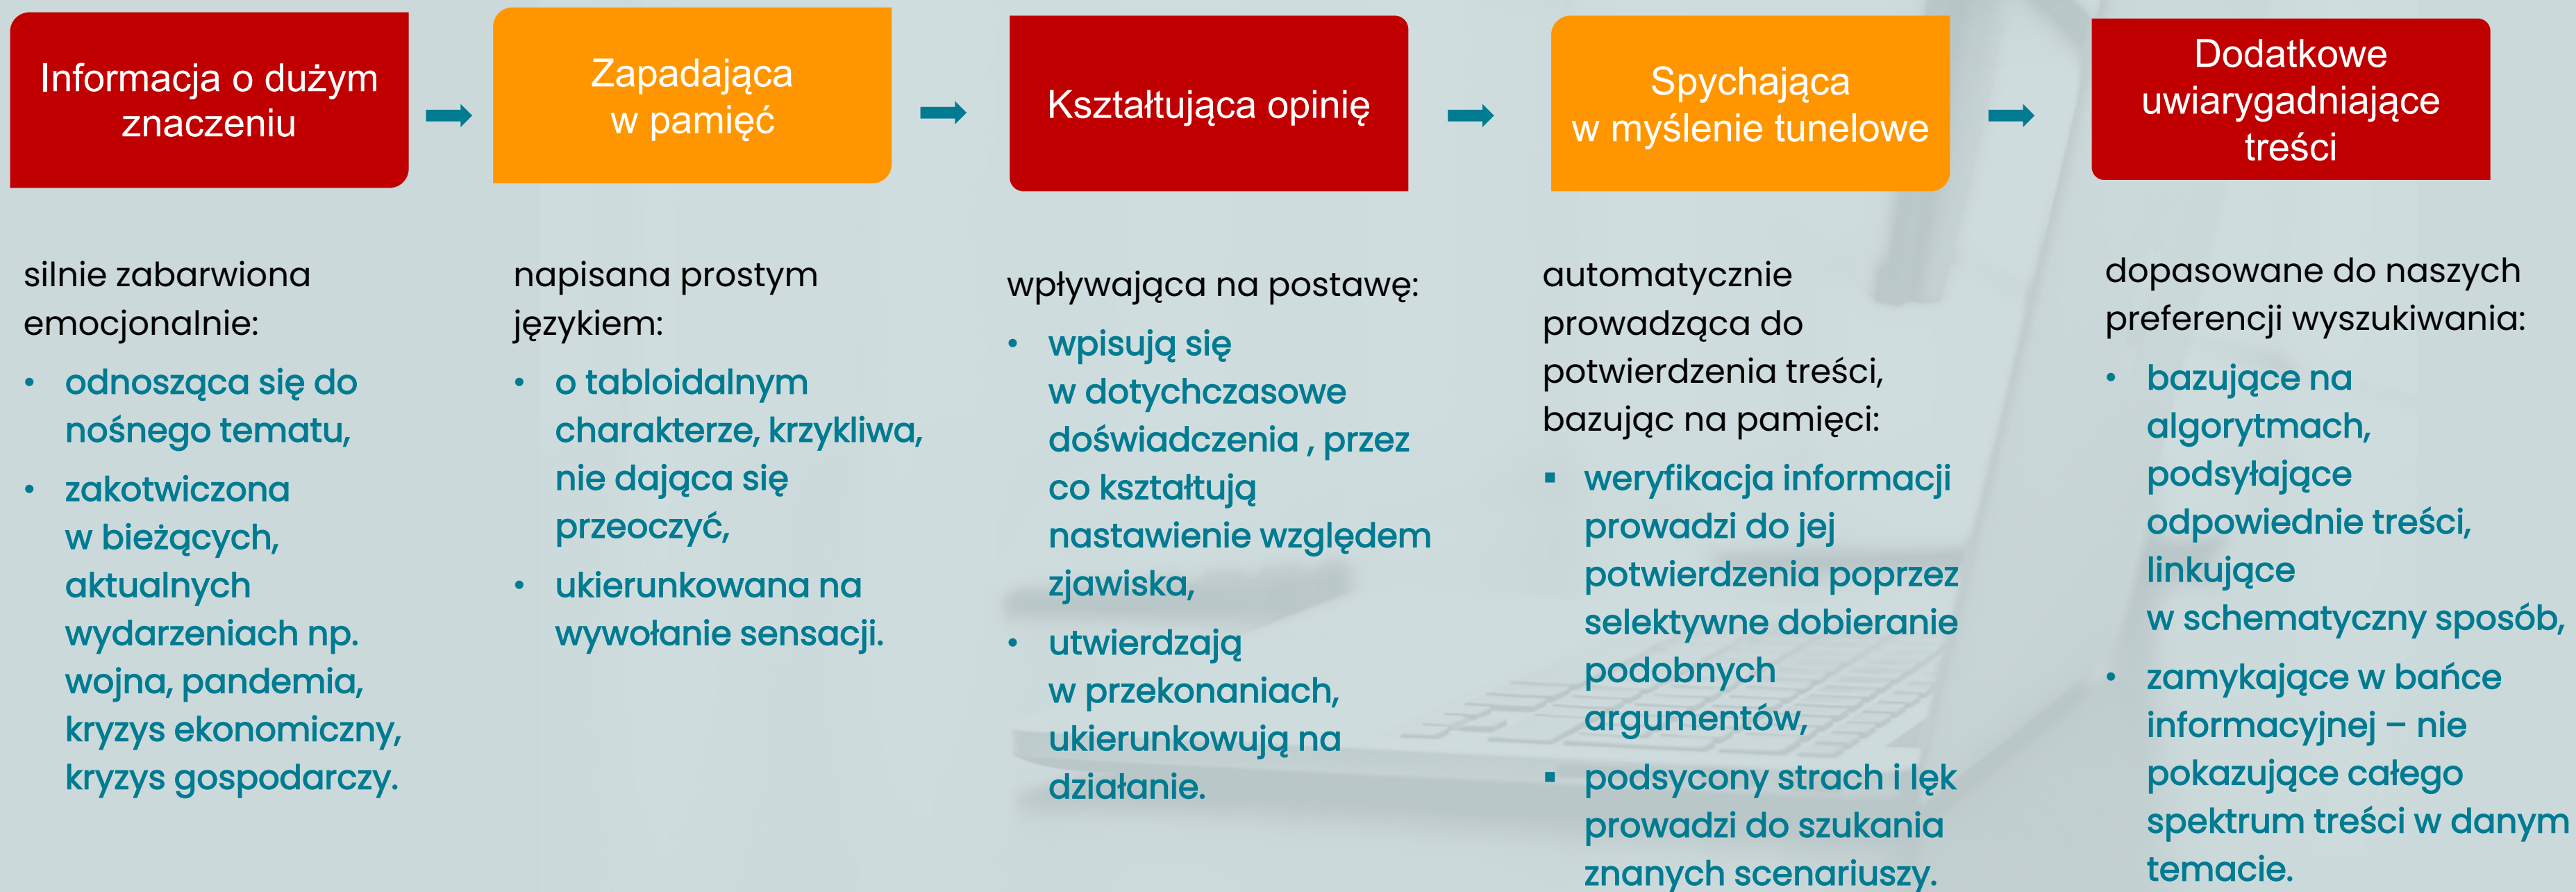 Informacja o dużym
znaczeniu
silnie zabarwiona
emocjonalnie:
• odnosząca się do
nośnego tematu,
• zakotwiczona
w bieżących,
aktualnych
wydarzeniach np.
wojna, pandemia,
kryzys ekonomiczny,
kryzys gospodarczy.
Zapadająca
w pamięć
napisana prostym
językiem:
• o tabloidalnym
charakterze, krzykliwa,
nie dająca się
przeoczyć,
• ukierunkowana na
wywołanie sensacji.
Kształtująca opinię
wpływająca na postawę:
• wpisują się
w dotychczasowe
doświadczenia , przez
co kształtują
nastawienie względem
zjawiska,
• utwierdzają
w przekonaniach,
ukierunkowują na
działanie.
Spychająca
w myślenie tunelowe
automatycznie
prowadząca do
potwierdzenia treści,
bazując na pamięci:
▪ weryfikacja informacji
prowadzi do jej
potwierdzenia poprzez
selektywne dobieranie
podobnych
argumentów,
▪ podsycony strach i lęk
prowadzi do szukania
znanych scenariuszy.
Dodatkowe
uwiarygadniające
treści
dopasowane do naszych
preferencji wyszukiwania:
• bazujące na
algorytmach,
podsyłające
odpowiednie treści,
linkujące
w schematyczny sposób,
• zamykające w bańce
informacyjnej – nie
pokazujące całego
spektrum treści w danym
temacie.